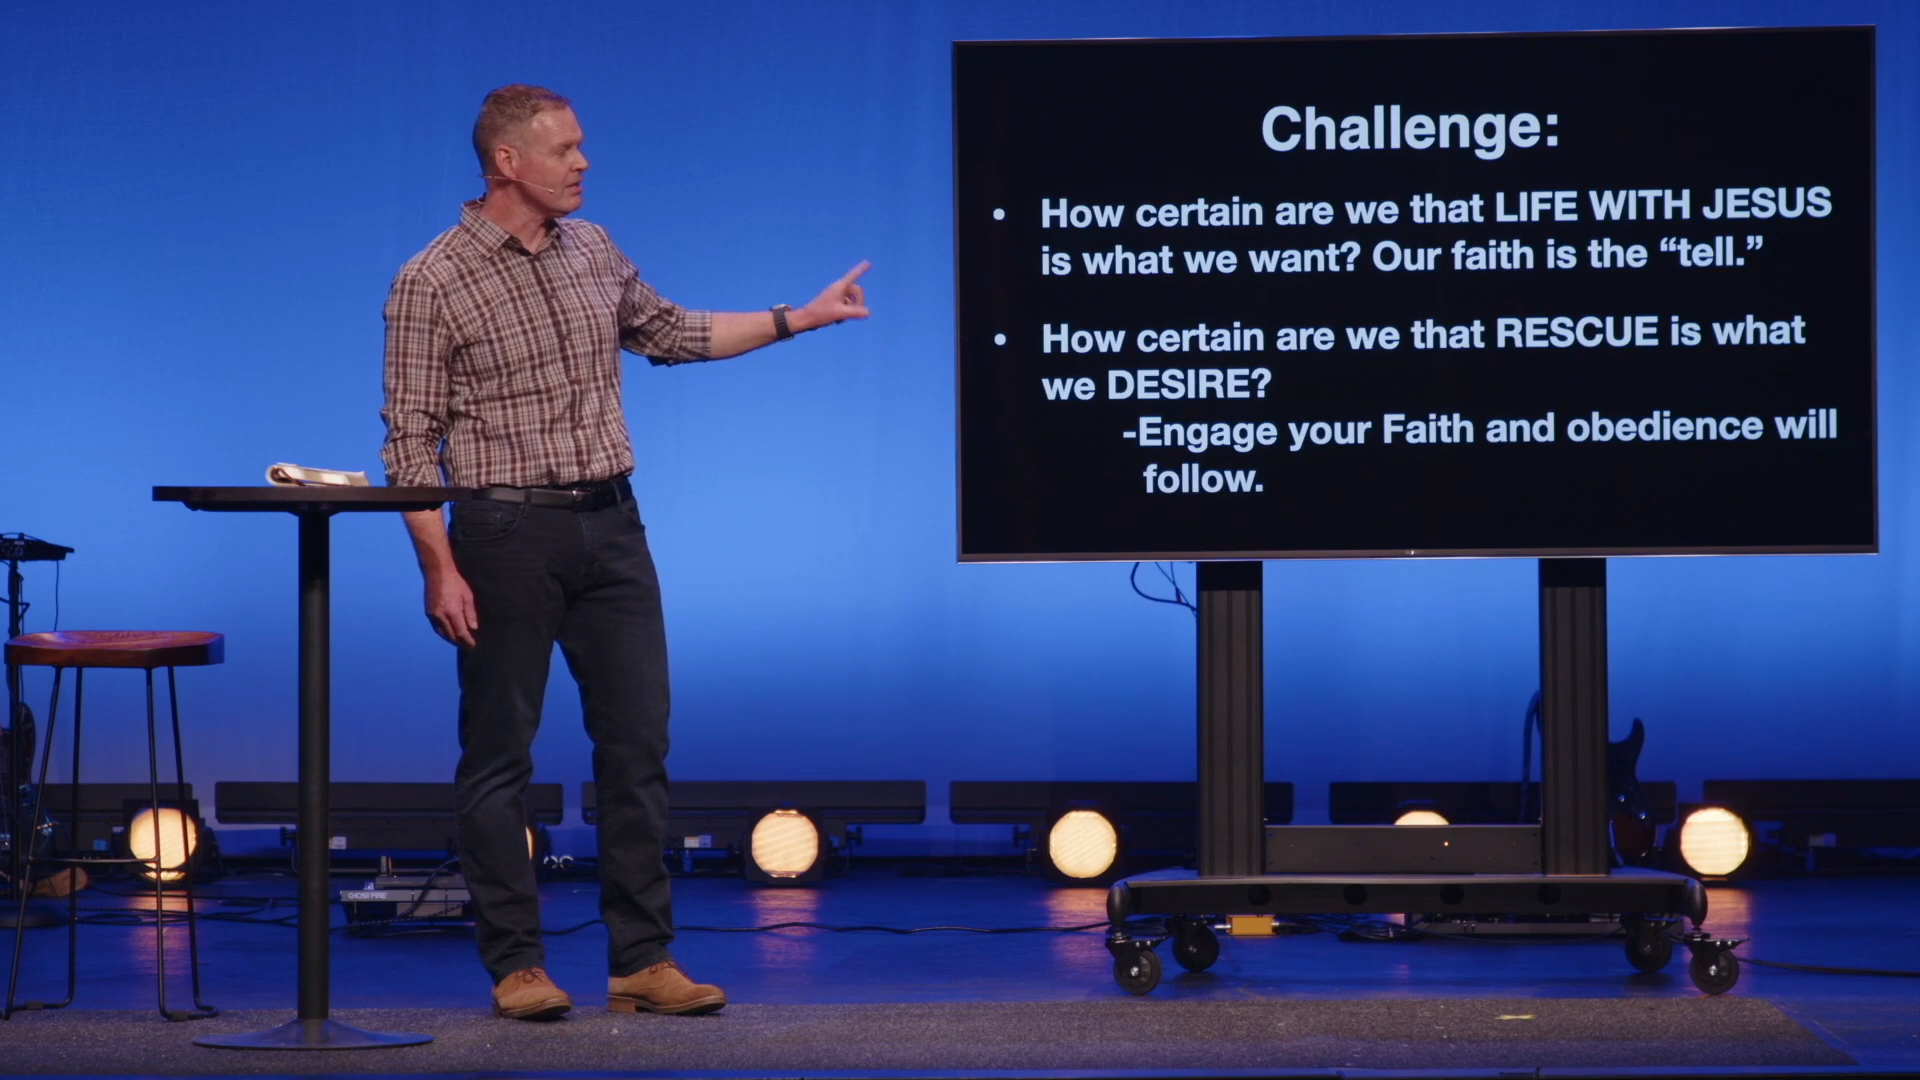 Challenge:
• How certain are we that LIFE WITH JESUS
is what we want? Our faith is the “tell.”
• How certain are we that RESCUE is what
we DESIRE?
-Engage your Faith and obedience will
follow.